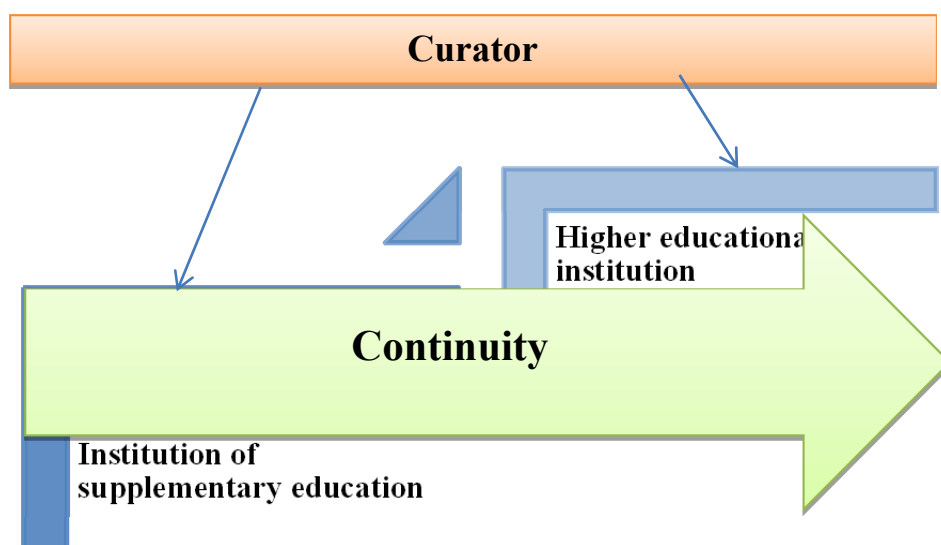 Curator
Higher educationa
institution
Continuity
Institution of
supplementary education